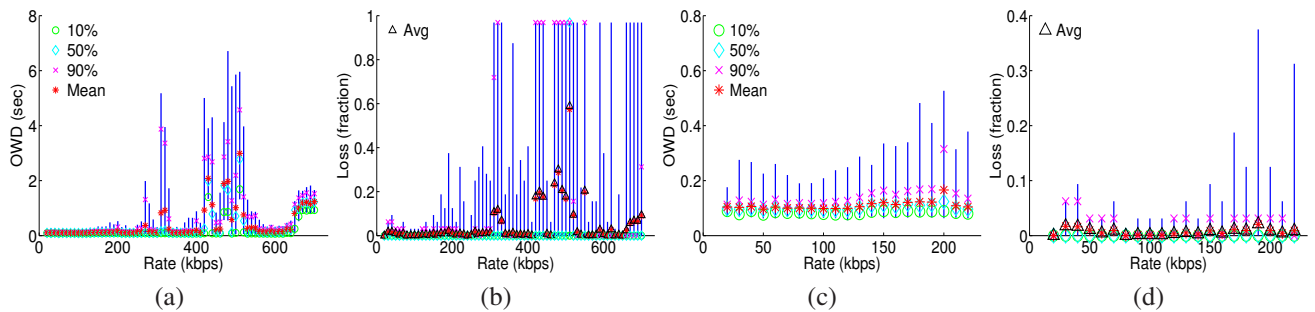 OWD (sec)
8
6
4
2
0
10%
50%
90%
Mean
200
400
600
Rate (kbps)
(a)
Loss (fraction)
1
0.8
0.6
0.4
0.2
0
Avg
200
400
600
Rate (kbps)
(b)
OWD (sec)
0.8
0.6
0.4
0.2
0
10%
50%
90%
Mean
50
100
150
200
Rate (kbps)
(c)
Loss (fraction)
0.4
0.3
0.2
0.1
0
Avg
50
100
150
200
Rate (kbps)
(d)